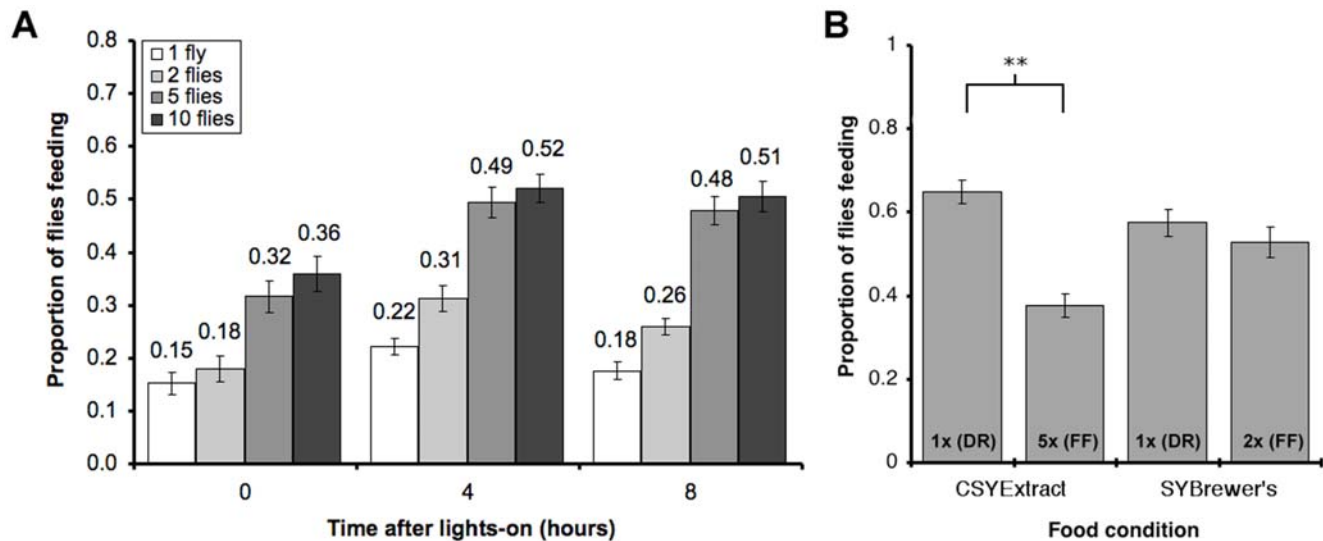 A
Proportion of flies feeding
0.8
0.7
0.6
0.5
0.4
0.3
0.2
0.1
0.0
1 fly
2 flies
5 flies
10 flies
0.15
0.18
0.32
0.36
0.22
0.31
0.49
0.52
0.18
0.26
0.48
0.51
0 4 8
Time after lights-on (hours)
B
Proportion of flies feeding
1
0.8
0.6
0.4
0.2
0
**
1x (DR) 5x (FF) 1x (DR) 2x (FF)
CSYExtract SYBrewer's
Food condition